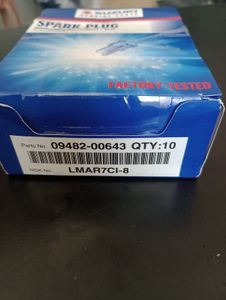 SUZUKI
SPARK PLUG
FACTORY TESTED
Parts No. 09482-00643 QTY:10
NGK No. LMAR7CI-8